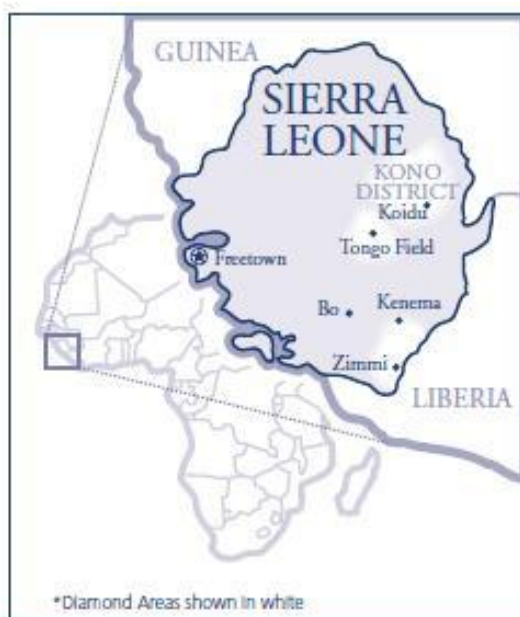 GUINEA
SIERRA
LEONE
KONO
DISTRICT
Koidu
Tongo Field
Freetown
Bo
Kenema
Zimmi
LIBERIA
*Diamond Areas shown in white